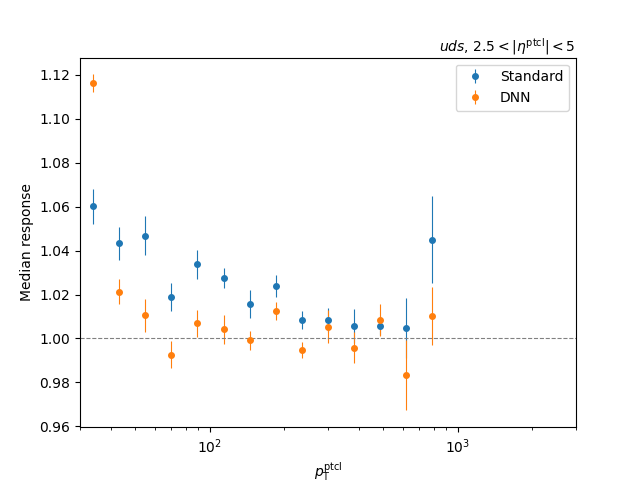 uds, 2.5 < |η^ptcl| < 5
Standard
DNN
Median response
1.12
1.10
1.08
1.06
1.04
1.02
1.00
0.98
0.96
10^2
10^3
p_T^ptcl